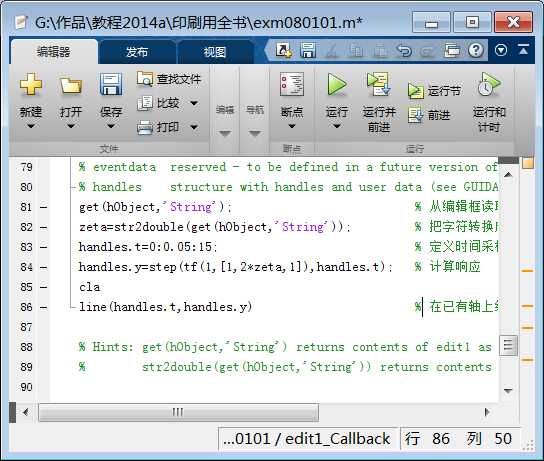 G:\作品\教程2014a\印刷用全书\exm080101.m*
编辑器 发布 视图
新建 打开 保存 查找文件 比较 打印 编辑 导航 断点 运行 运行并前进 运行节 前进 运行和计时
文件 断点 运行
79 % eventdata  reserved - to be defined in a future version of
80 % handles    structure with handles and user data (see GUIDA
81 – get(hObject,'String'); % 从编辑框读取
82 – zeta=str2double(get(hObject,'String')); % 把字符转换成
83 – handles.t=0:0.05:15; % 定义时间采样
84 – handles.y=step(tf(1,[1,2*zeta,1]),handles.t); % 计算响应
85 – cla
86 – line(handles.t,handles.y) % 在已有轴上绘
87
88 % Hints: get(hObject,'String') returns contents of edit1 as
89 %        str2double(get(hObject,'String')) returns contents
90
...0101 / edit1_Callback 行 86 列 50